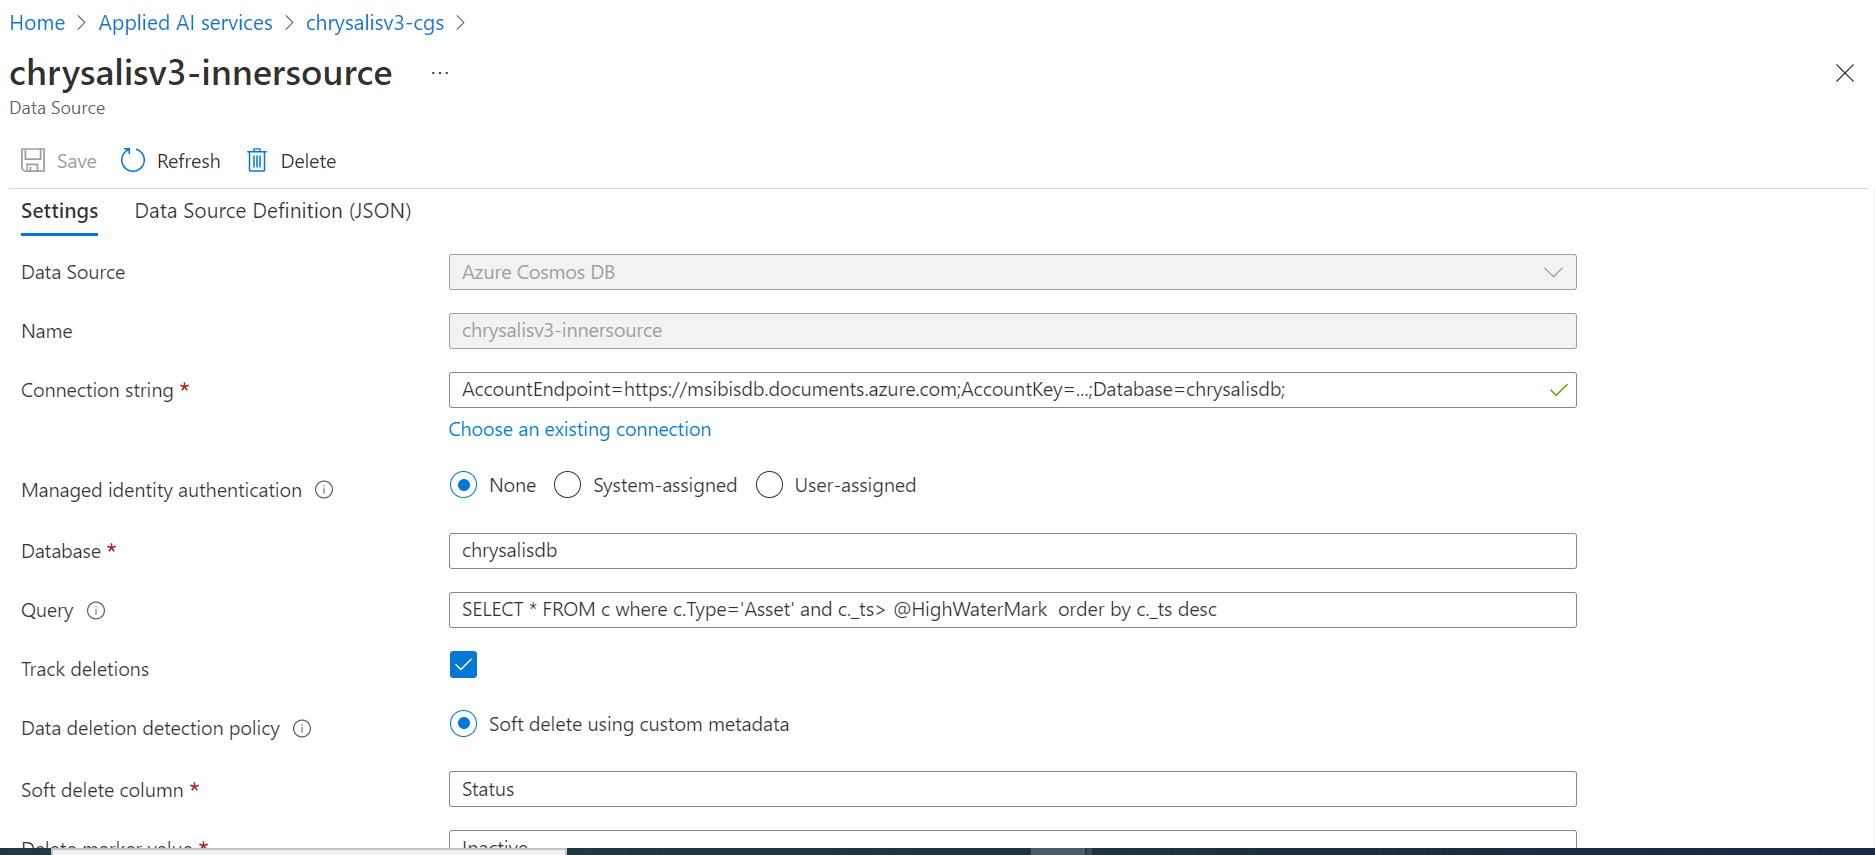 Home > Applied AI services > chrysalisv3-cgs >
chrysalisv3-innersource ...
Data Source
Save Refresh Delete
Settings Data Source Definition (JSON)
Data Source Azure Cosmos DB
Name chrysalisv3-innersource
Connection string * AccountEndpoint=https://msibisdb.documents.azure.com;AccountKey=...;Database=chrysalisdb;
Choose an existing connection
Managed identity authentication None System-assigned User-assigned
Database * chrysalisdb
Query SELECT * FROM c where c.Type='Asset' and c._ts> @HighWaterMark  order by c._ts desc
Track deletions
Data deletion detection policy Soft delete using custom metadata
Soft delete column * Status
Delete marker value * Inactive